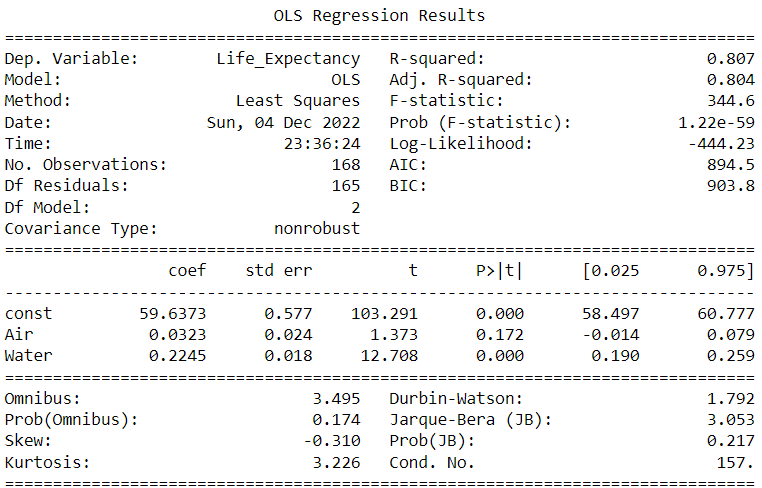 OLS Regression Results
==============================================================================
Dep. Variable:        Life_Expectancy   R-squared:                       0.807
Model:                            OLS   Adj. R-squared:                  0.804
Method:                 Least Squares   F-statistic:                     344.6
Date:                Sun, 04 Dec 2022   Prob (F-statistic):           1.22e-59
Time:                        23:36:24   Log-Likelihood:                -444.23
No. Observations:                 168   AIC:                             894.5
Df Residuals:                     165   BIC:                             903.8
Df Model:                           2
Covariance Type:            nonrobust
==============================================================================
                 coef    std err          t      P>|t|      [0.025      0.975]
------------------------------------------------------------------------------
const         59.6373      0.577    103.291      0.000      58.497      60.777
Air            0.0323      0.024      1.373      0.172      -0.014       0.079
Water          0.2245      0.018     12.708      0.000       0.190       0.259
==============================================================================
Omnibus:                        3.495   Durbin-Watson:                   1.792
Prob(Omnibus):                  0.174   Jarque-Bera (JB):                3.053
Skew:                          -0.310   Prob(JB):                        0.217
Kurtosis:                       3.226   Cond. No.                         157.
==============================================================================